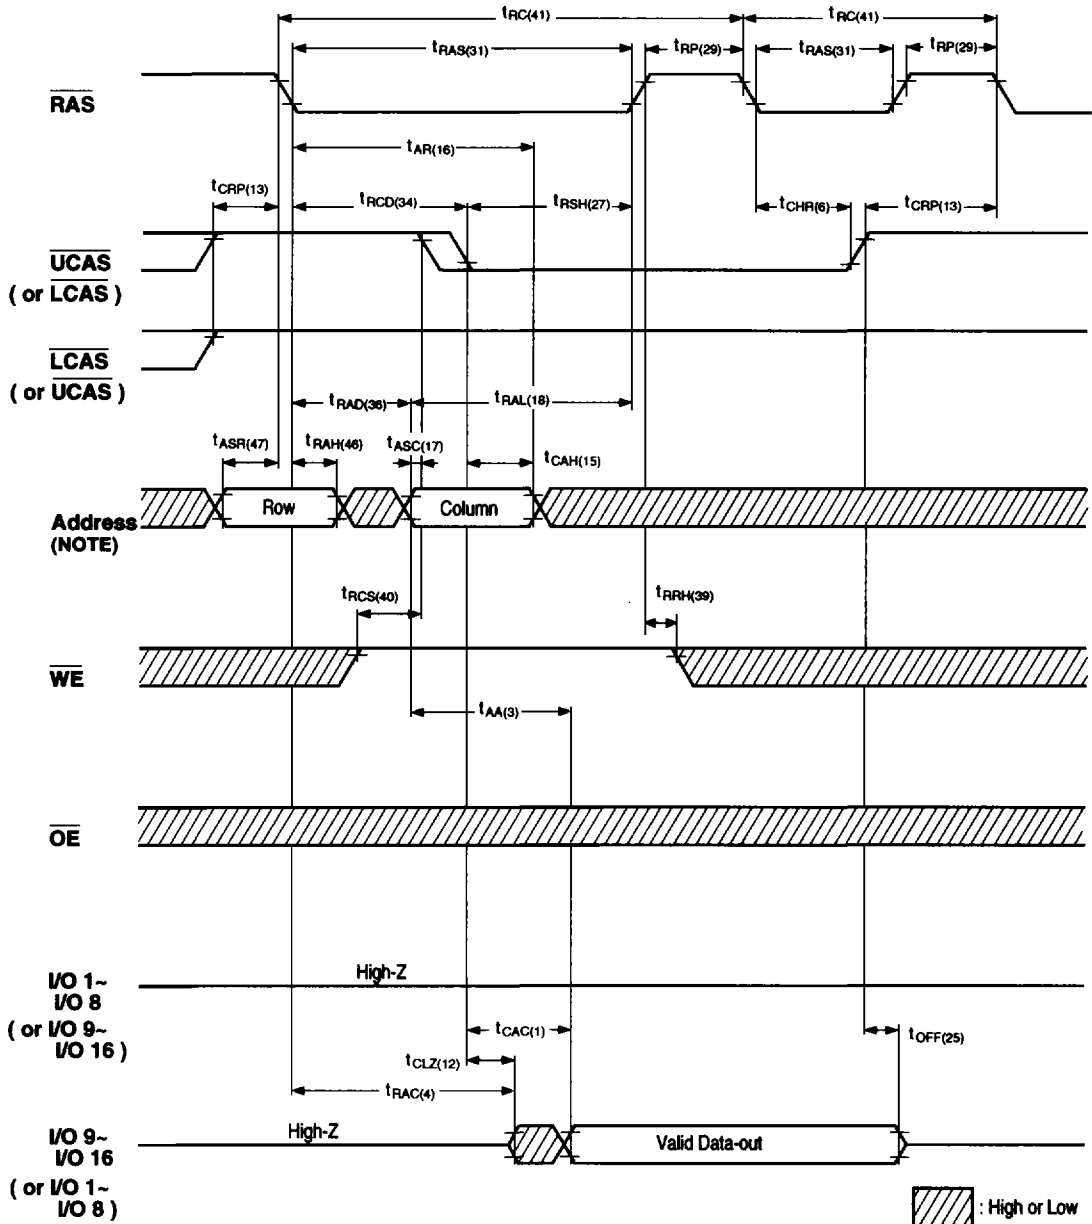 tRC(41) tRC(41)
tRAS(31) tRP(29) tRAS(31) tRP(29)
RAS
tAR(16)
tCRP(13) tRCD(34) tRSH(27) tCHR(6) tCRP(13)
UCAS
( or LCAS )
LCAS
( or UCAS )
tRAD(36) tRAL(18)
tASR(47) tRAH(46) tASC(17) tCAH(15)
Row Column
Address
(NOTE)
tRCS(40) tRRH(39)
WE
tAA(3)
OE
High-Z
I/O 1~
I/O 8
( or I/O 9~
I/O 16 )
tCAC(1) tOFF(25)
tCLZ(12)
tRAC(4)
High-Z Valid Data-out
I/O 9~
I/O 16
( or I/O 1~
I/O 8 )
: High or Low